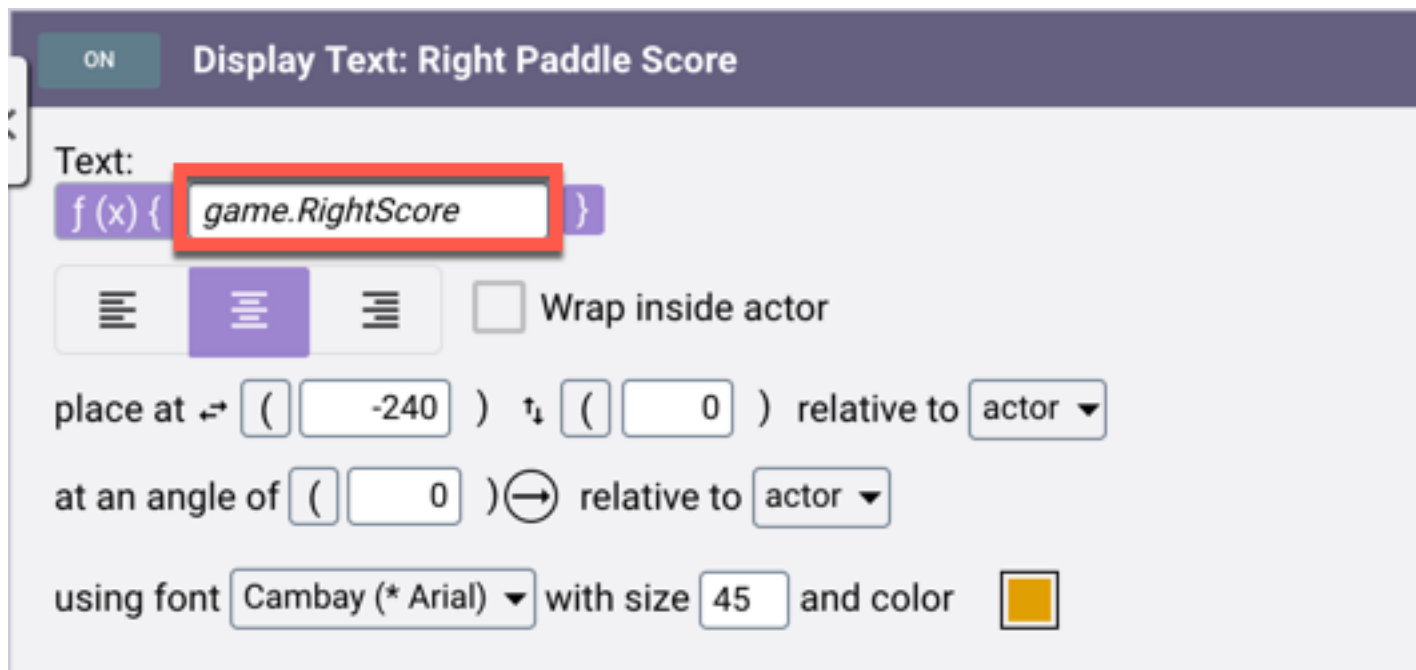 ON Display Text: Right Paddle Score
Text:
ƒ (x) { game.RightScore }
Wrap inside actor
place at ( -240 ) ( 0 ) relative to actor
at an angle of ( 0 ) relative to actor
using font Cambay (* Arial) with size 45 and color